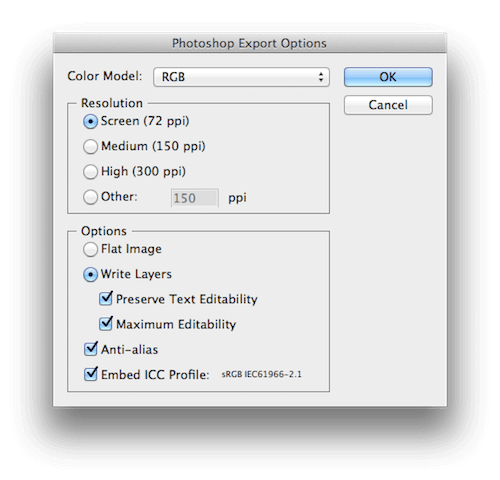 Photoshop Export Options
Color Model: RGB
OK
Cancel
Resolution
Screen (72 ppi)
Medium (150 ppi)
High (300 ppi)
Other: 150 ppi
Options
Flat Image
Write Layers
Preserve Text Editability
Maximum Editability
Anti-alias
Embed ICC Profile: sRGB IEC61966-2.1